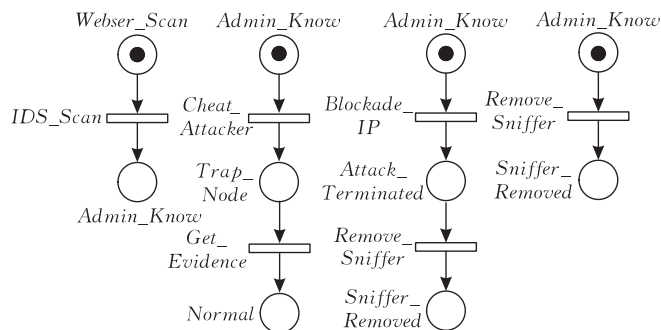 Webser_Scan
Admin_Know
Admin_Know
Admin_Know
IDS_Scan
Cheat_
Attacker
Blockade_
IP
Remove_
Sniffer
Admin_Know
Trap_
Node
Attack_
Terminated
Sniffer_
Removed
Get_
Evidence
Remove_
Sniffer
Normal
Sniffer_
Removed